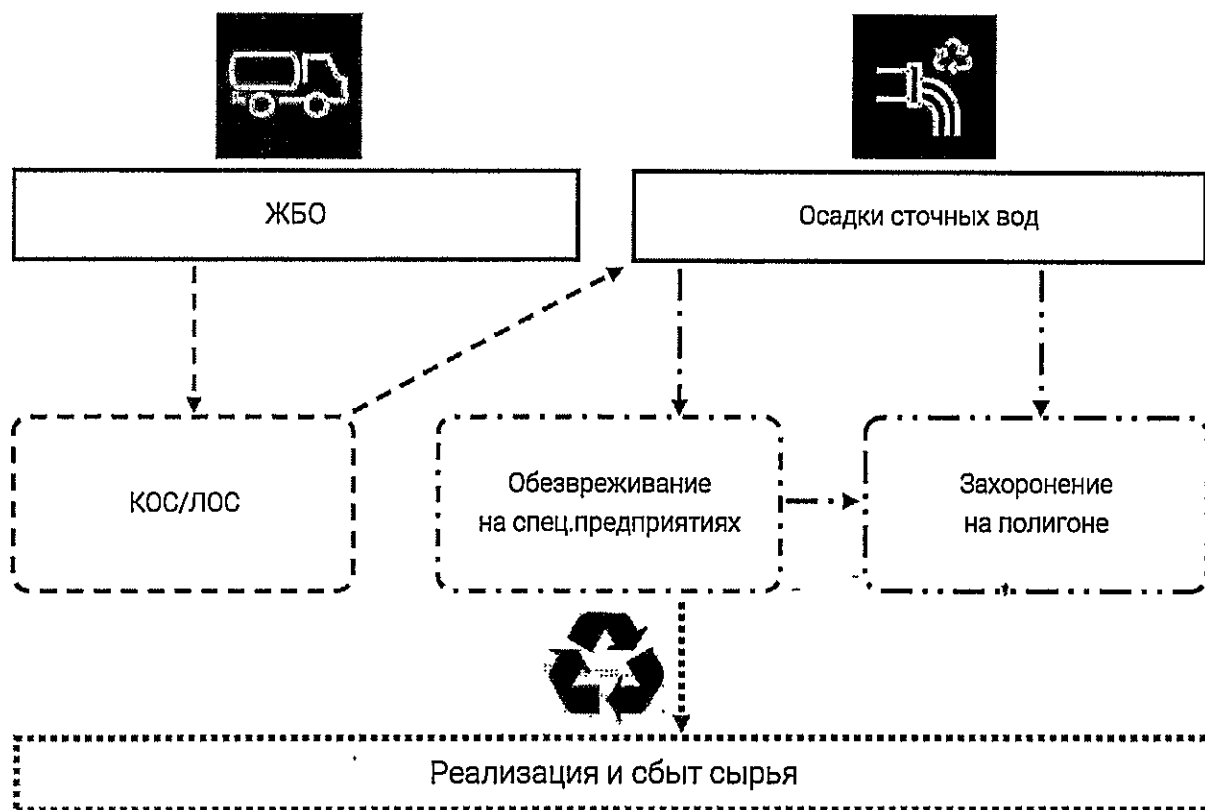 ЖБО
Осадки сточных вод
КОС/ЛОС
Обезвреживание
на спец.предприятиях
Захоронение
на полигоне
Реализация и сбыт сырья